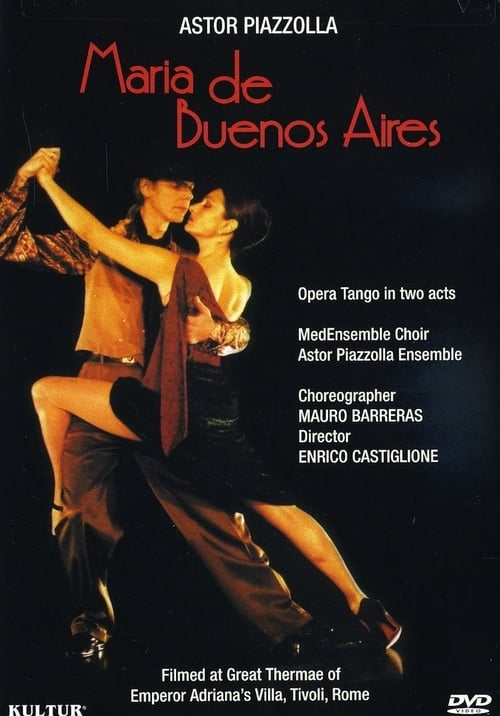 ASTOR PIAZZOLLA
Maria de
Buenos Aires
Opera Tango in two acts
MedEnsemble Choir
Astor Piazzolla Ensemble
Choreographer
MAURO BARRERAS
Director
ENRICO CASTIGLIONE
Filmed at Great Thermae of
Emperor Adriana's Villa, Tivoli, Rome
KULTUR
DVD
VIDEO